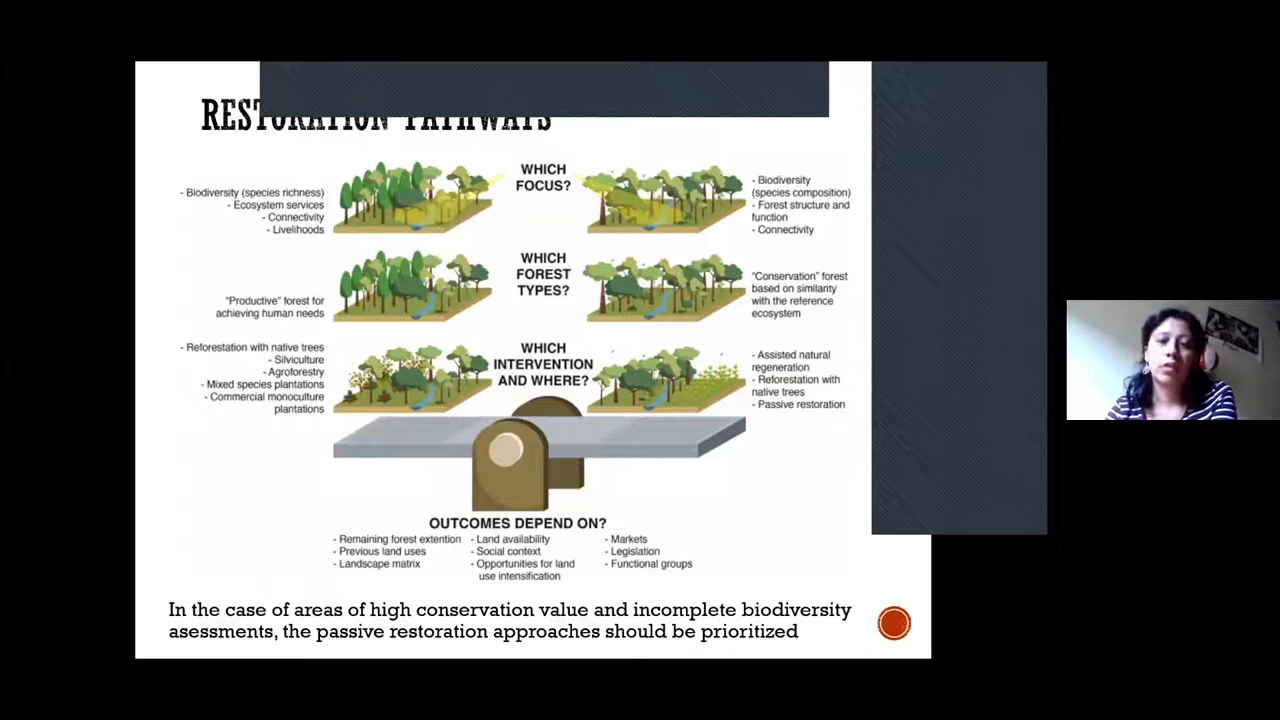 RESTORATION PATHWAYS
WHICH
FOCUS?
- Biodiversity (species richness)
- Ecosystem services
- Connectivity
- Livelihoods
- Biodiversity
(species composition)
- Forest structure and
function
- Connectivity
WHICH
FOREST
TYPES?
"Productive" forest for
achieving human needs
"Conservation" forest
based on similarity
with the reference
ecosystem
WHICH
INTERVENTION
AND WHERE?
- Reforestation with native trees
- Silviculture
- Agroforestry
- Mixed species plantations
- Commercial monoculture
plantations
- Assisted natural
regeneration
- Reforestation with
native trees
- Passive restoration
OUTCOMES DEPEND ON?
- Remaining forest extention
- Previous land uses
- Landscape matrix
- Land availability
- Social context
- Opportunities for land
use intensification
- Markets
- Legislation
- Functional groups
In the case of areas of high conservation value and incomplete biodiversity
asessments, the passive restoration approaches should be prioritized